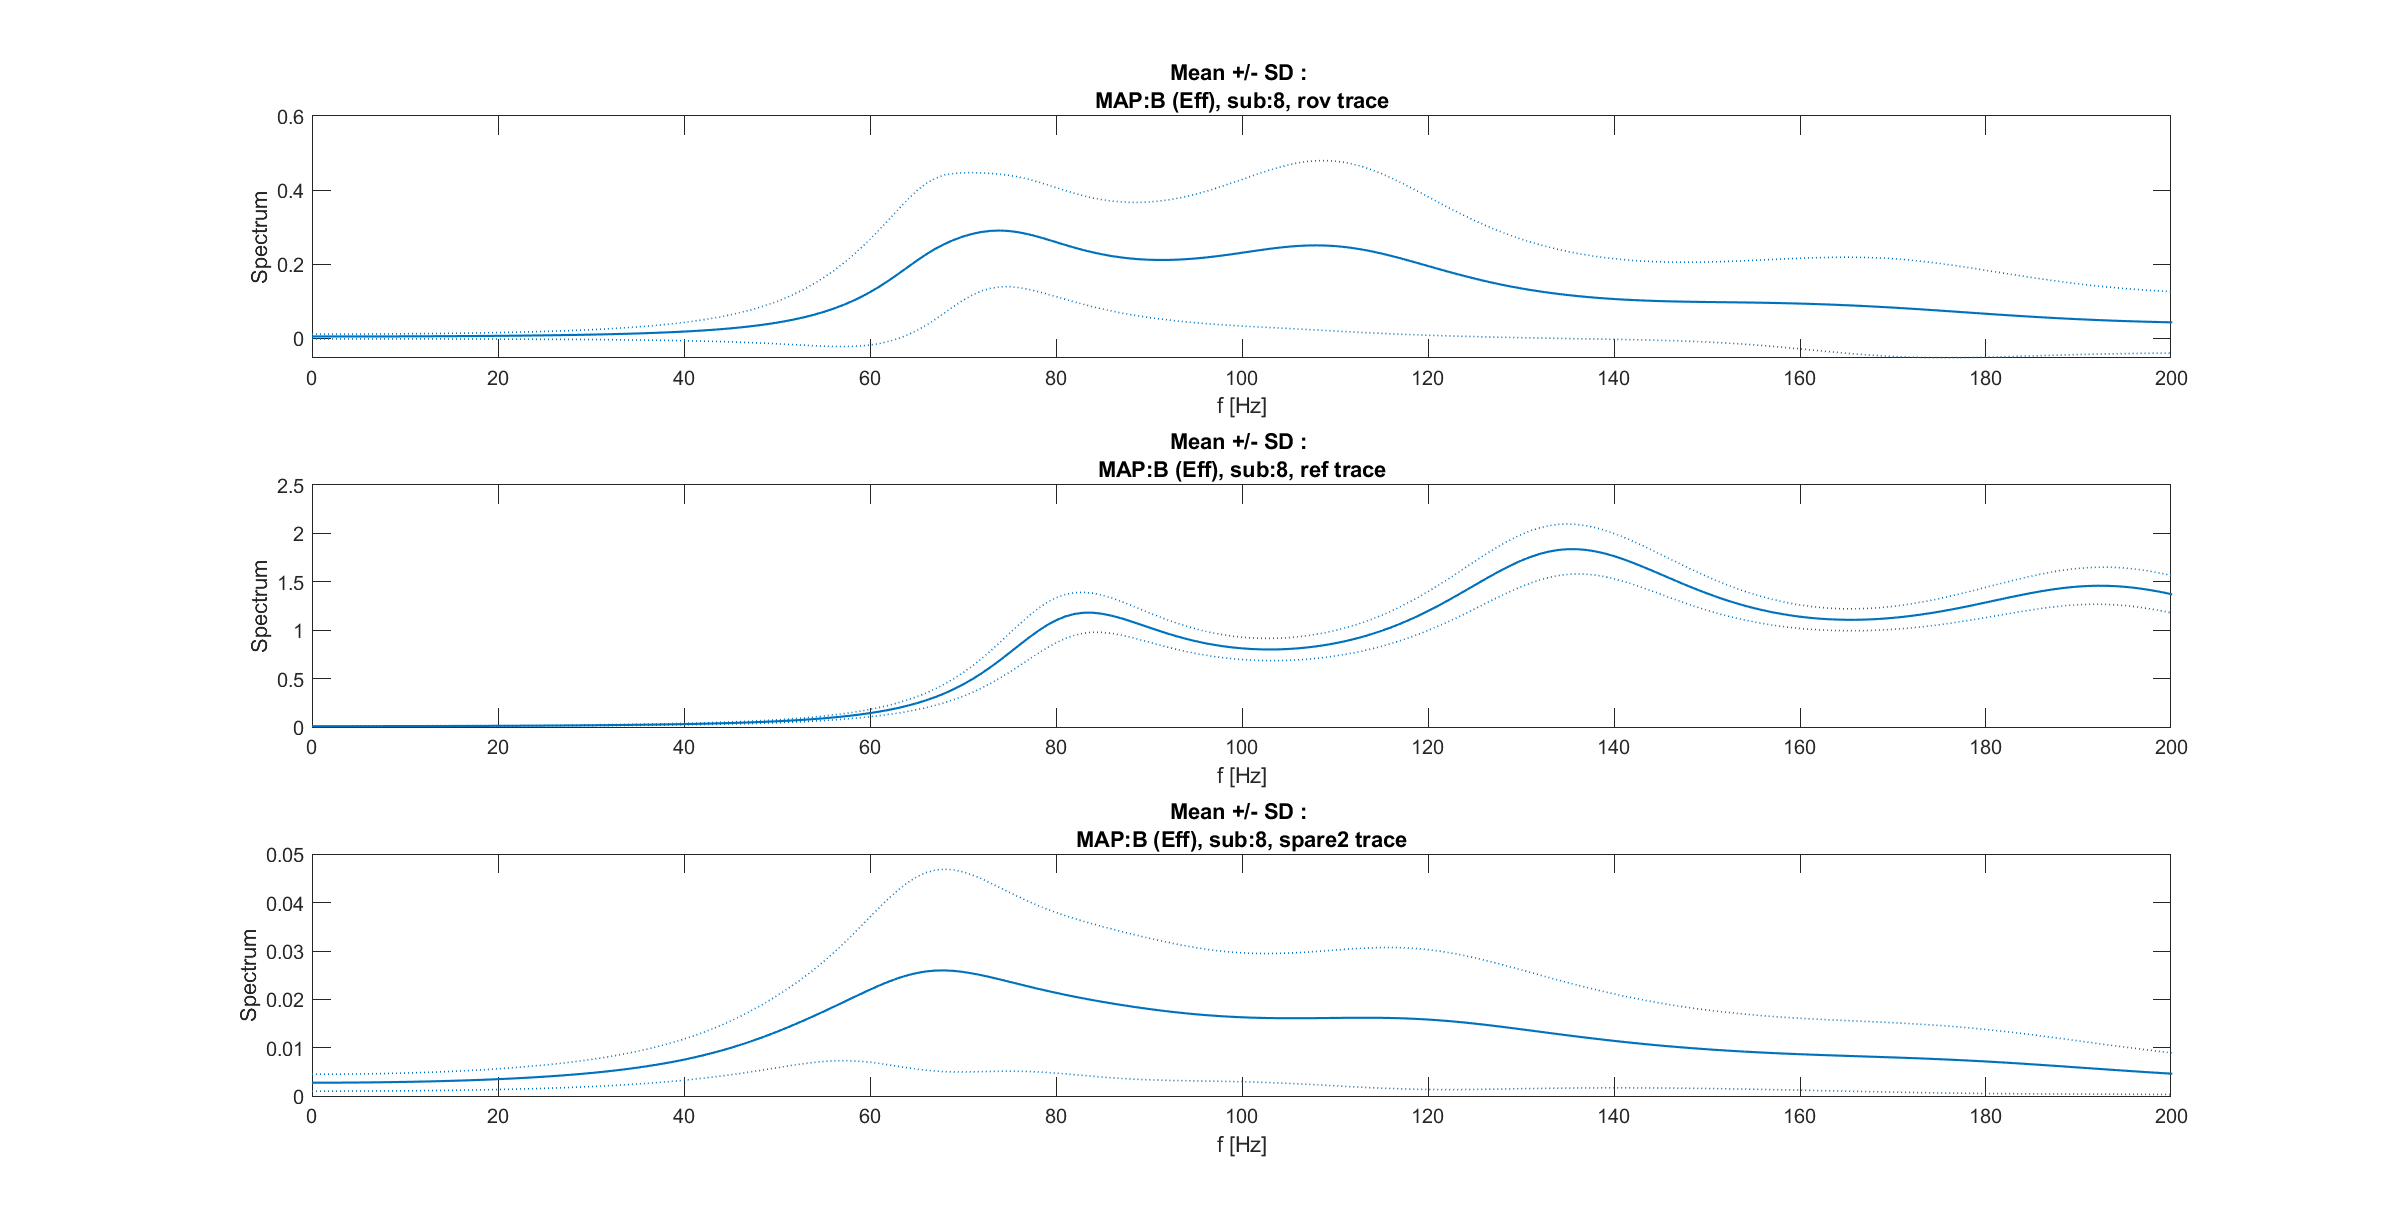 Mean +/- SD :
MAP:B (Eff), sub:8, rov trace
0.6
0.4
0.2
0
Spectrum
0 20 40 60 80 100 120 140 160 180 200
f [Hz]
Mean +/- SD :
MAP:B (Eff), sub:8, ref trace
2.5
2
1.5
1
0.5
0
Spectrum
0 20 40 60 80 100 120 140 160 180 200
f [Hz]
Mean +/- SD :
MAP:B (Eff), sub:8, spare2 trace
0.05
0.04
0.03
0.02
0.01
0
Spectrum
0 20 40 60 80 100 120 140 160 180 200
f [Hz]